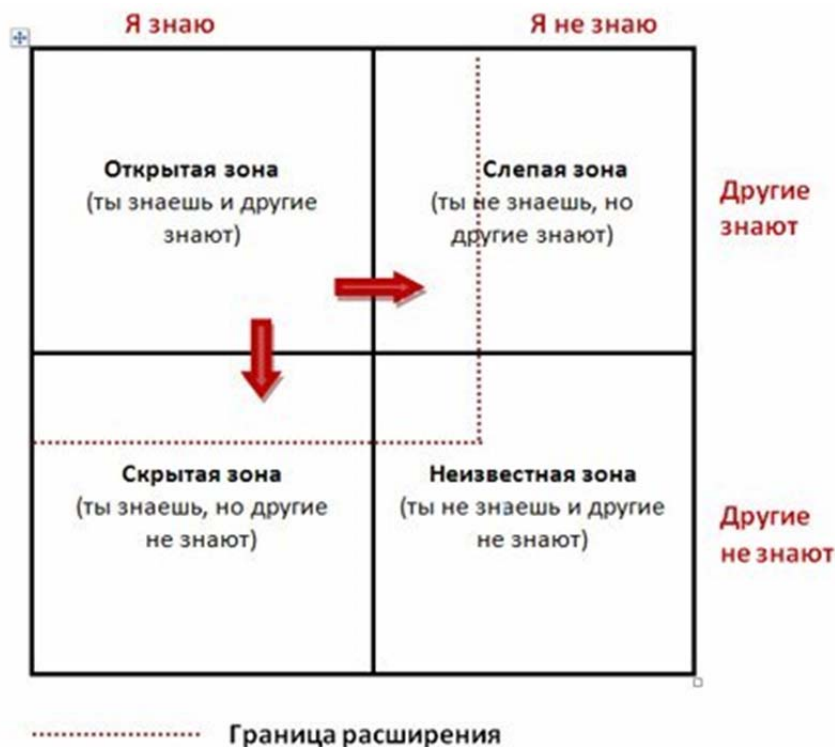 Я знаю
Я не знаю
Открытая зона
(ты знаешь и другие
знают)
Слепая зона
(ты не знаешь, но
другие знают)
Другие
знают
Скрытая зона
(ты знаешь, но другие
не знают)
Неизвестная зона
(ты не знаешь и другие
не знают)
Другие
не знают
Граница расширения